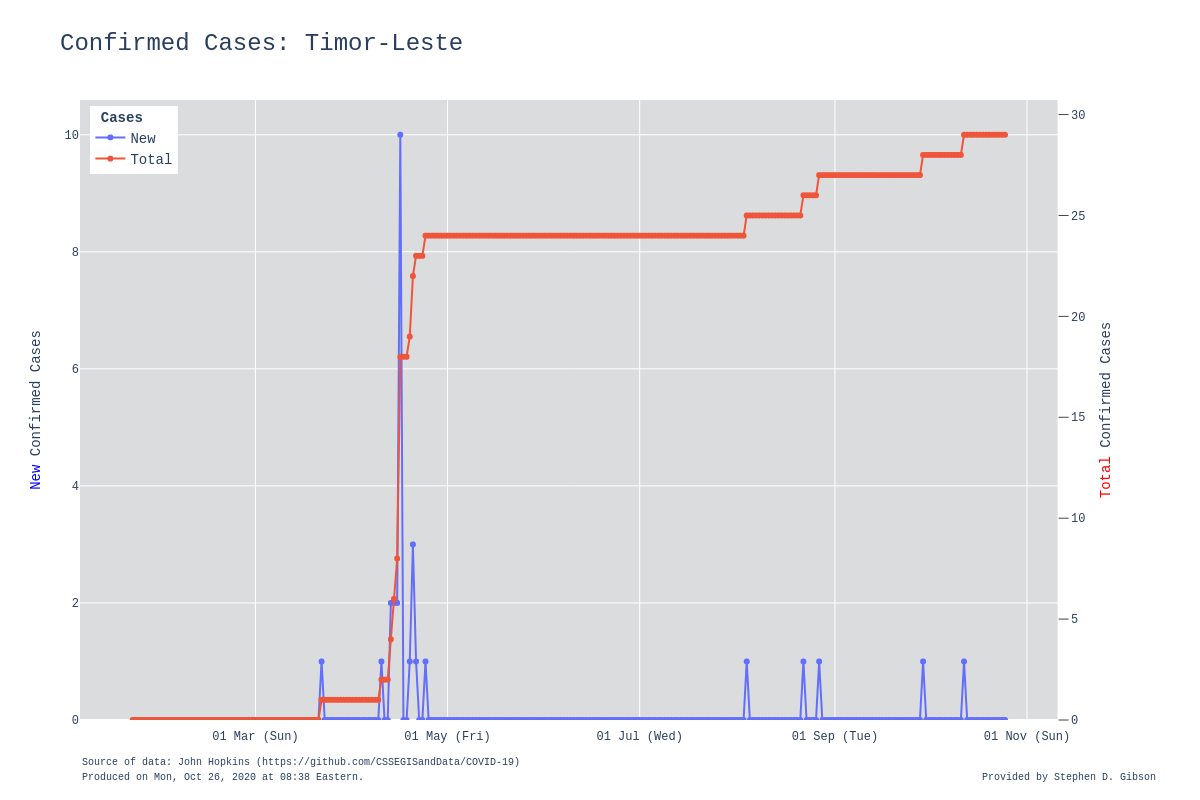 Confirmed Cases: Timor-Leste
Cases
New
Total
10
8
6
4
2
0
30
25
20
15
10
5
0
New Confirmed Cases
Total Confirmed Cases
01 Mar (Sun)
01 May (Fri)
01 Jul (Wed)
01 Sep (Tue)
01 Nov (Sun)
Source of data: John Hopkins (https://github.com/CSSEGISandData/COVID-19)
Produced on Mon, Oct 26, 2020 at 08:38 Eastern.
Provided by Stephen D. Gibson